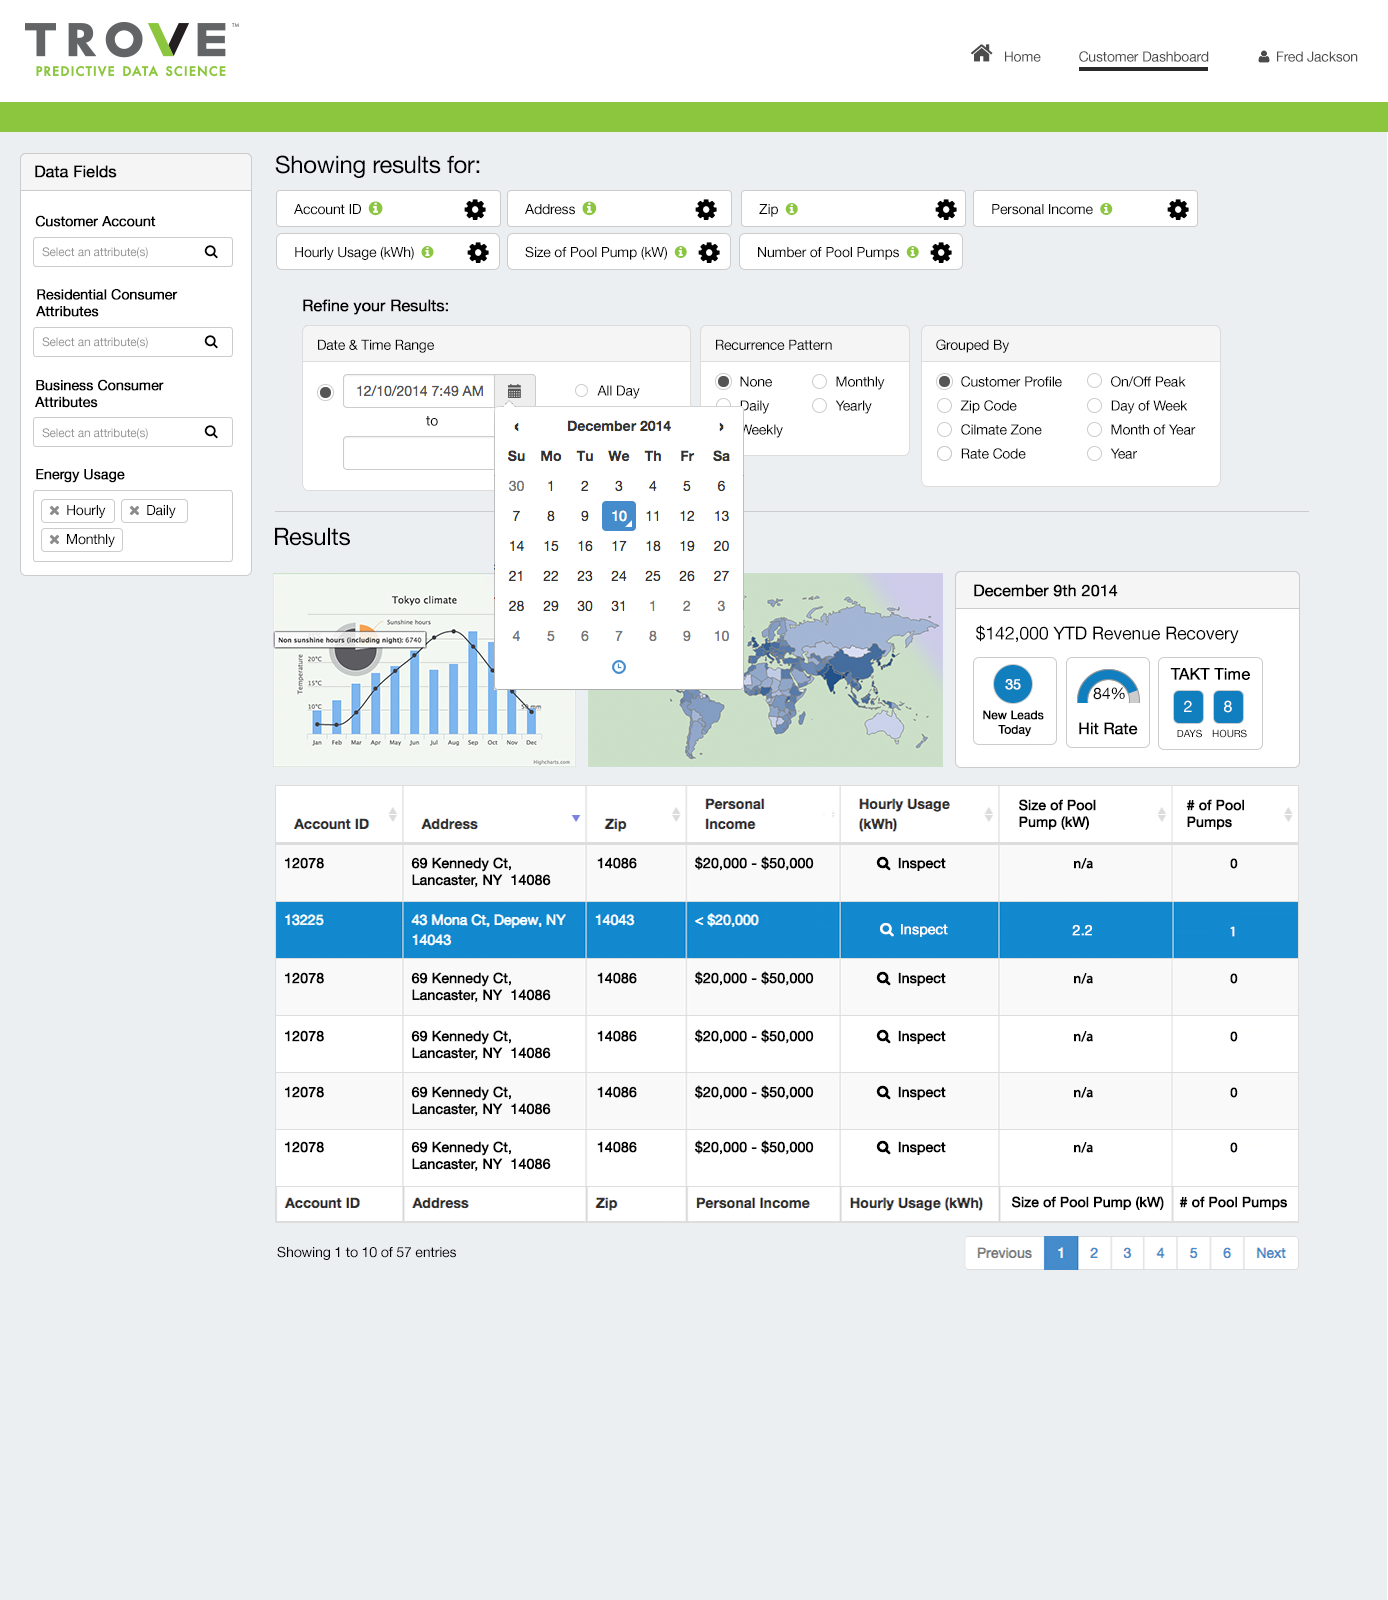 TROVE™
PREDICTIVE DATA SCIENCE
Home
Customer Dashboard
Fred Jackson
Data Fields
Customer Account
Select an attribute(s)
Residential Consumer
Attributes
Select an attribute(s)
Business Consumer
Attributes
Select an attribute(s)
Energy Usage
Hourly
Daily
Monthly
Showing results for:
Account ID
Address
Zip
Personal Income
Hourly Usage (kWh)
Size of Pool Pump (kW)
Number of Pool Pumps
Refine your Results:
Date & Time Range
12/10/2014 7:49 AM
All Day
to
Recurrence Pattern
None
Monthly
Daily
Yearly
Weekly
Grouped By
Customer Profile
On/Off Peak
Zip Code
Day of Week
Cilmate Zone
Month of Year
Rate Code
Year
‹ December 2014 ›
Su Mo Tu We Th Fr Sa
30 1 2 3 4 5 6
7 8 9 10 11 12 13
14 15 16 17 18 19 20
21 22 23 24 25 26 27
28 29 30 31 1 2 3
4 5 6 7 8 9 10
Results
Tokyo climate
Sunshine hours
Non sunshine hours (including night): 6740
Temperature
20°C
15°C
10°C
mm
Jan Feb Mar Apr May Jun Jul Aug Sep Oct Nov Dec
Highcharts.com
December 9th 2014
$142,000 YTD Revenue Recovery
35
New Leads
Today
84%
Hit Rate
TAKT Time
2 8
DAYS HOURS
Account ID Address Zip Personal Income Hourly Usage (kWh) Size of Pool Pump (kW) # of Pool Pumps
12078 69 Kennedy Ct, 14086 $20,000 - $50,000 Inspect n/a 0
Lancaster, NY 14086
13225 43 Mona Ct, Depew, NY 14043 < $20,000 Inspect 2.2 1
14043
12078 69 Kennedy Ct, 14086 $20,000 - $50,000 Inspect n/a 0
Lancaster, NY 14086
12078 69 Kennedy Ct, 14086 $20,000 - $50,000 Inspect n/a 0
Lancaster, NY 14086
12078 69 Kennedy Ct, 14086 $20,000 - $50,000 Inspect n/a 0
Lancaster, NY 14086
12078 69 Kennedy Ct, 14086 $20,000 - $50,000 Inspect n/a 0
Lancaster, NY 14086
Account ID Address Zip Personal Income Hourly Usage (kWh) Size of Pool Pump (kW) # of Pool Pumps
Showing 1 to 10 of 57 entries
Previous 1 2 3 4 5 6 Next